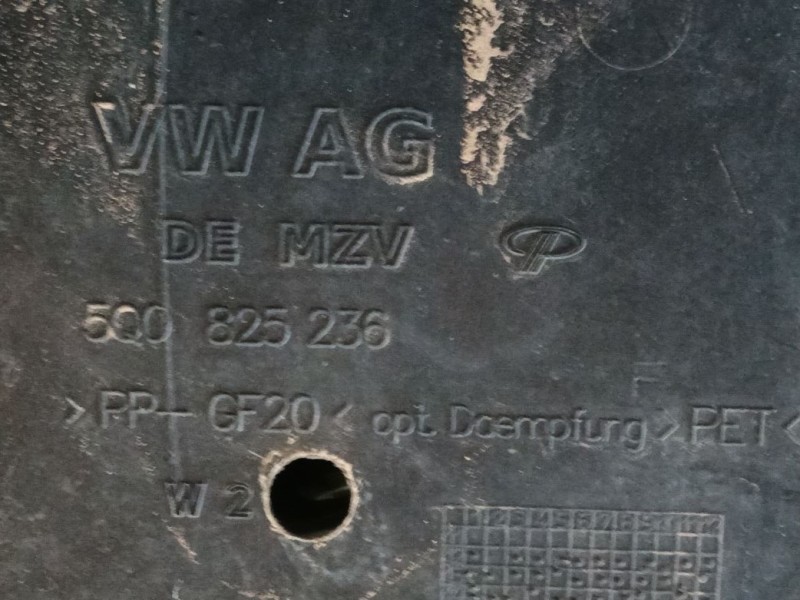 VW AG
DE MZV
5Q0 825 236
>PP-GF20< opt. Daempfung >PET<
W 2